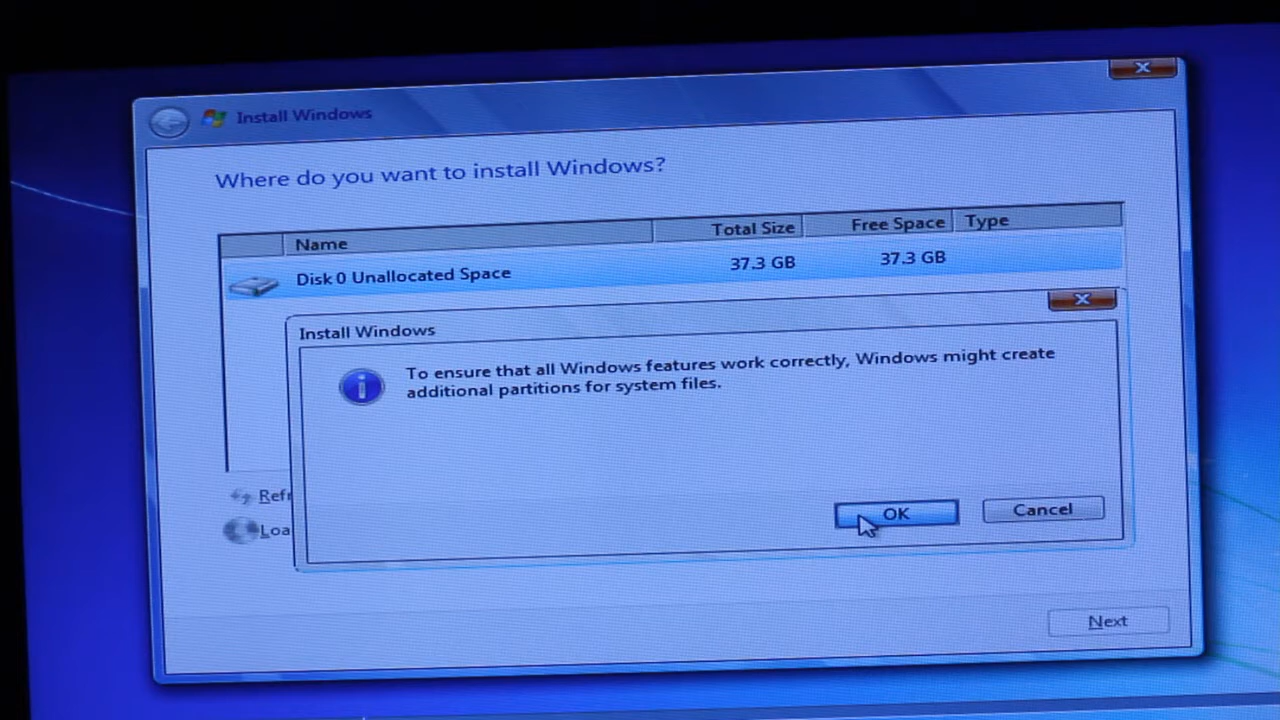 Install Windows
Where do you want to install Windows?
Name Total Size Free Space Type
Disk 0 Unallocated Space 37.3 GB 37.3 GB
Install Windows
To ensure that all Windows features work correctly, Windows might create
additional partitions for system files.
Refr
Loa
OK Cancel
Next